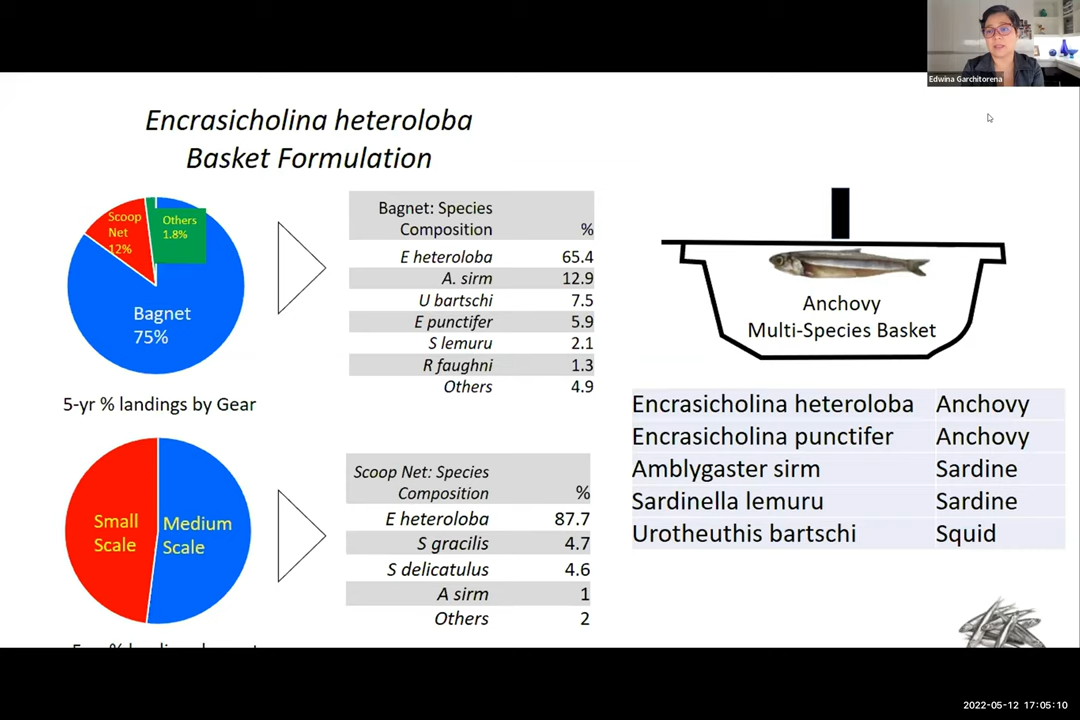 Edwina Garchitorena
Encrasicholina heteroloba
Basket Formulation
Scoop
Net
12%
Others
1.8%
Bagnet
75%
5-yr % landings by Gear
Bagnet: Species
Composition %
E heteroloba 65.4
A. sirm 12.9
U bartschi 7.5
E punctifer 5.9
S lemuru 2.1
R faughni 1.3
Others 4.9
Anchovy
Multi-Species Basket
Encrasicholina heteroloba Anchovy
Encrasicholina punctifer Anchovy
Amblygaster sirm Sardine
Sardinella lemuru Sardine
Urotheuthis bartschi Squid
Small
Scale
Medium
Scale
Scoop Net: Species
Composition %
E heteroloba 87.7
S gracilis 4.7
S delicatulus 4.6
A sirm 1
Others 2
2022-05-12 17:05:10